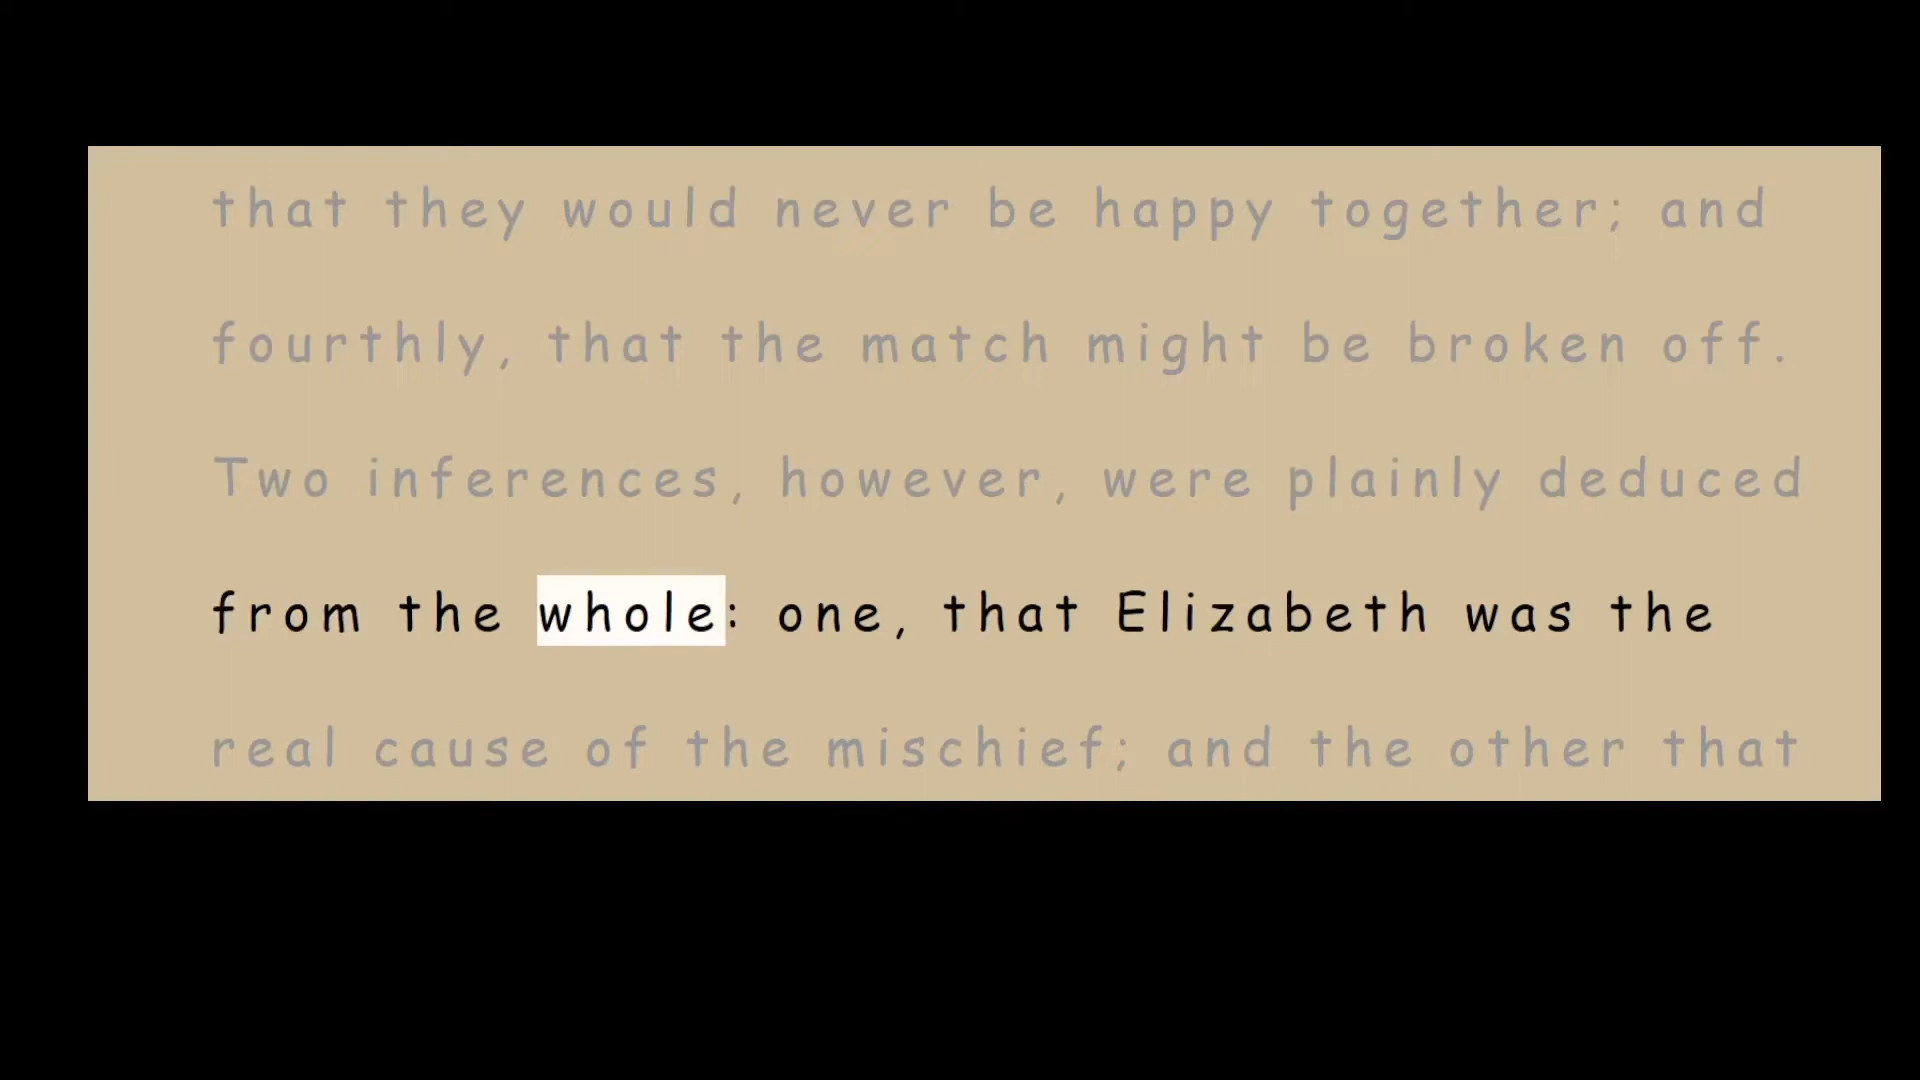 that they would never be happy together; and
fourthly, that the match might be broken off.
Two inferences, however, were plainly deduced
from the whole: one, that Elizabeth was the
real cause of the mischief; and the other that